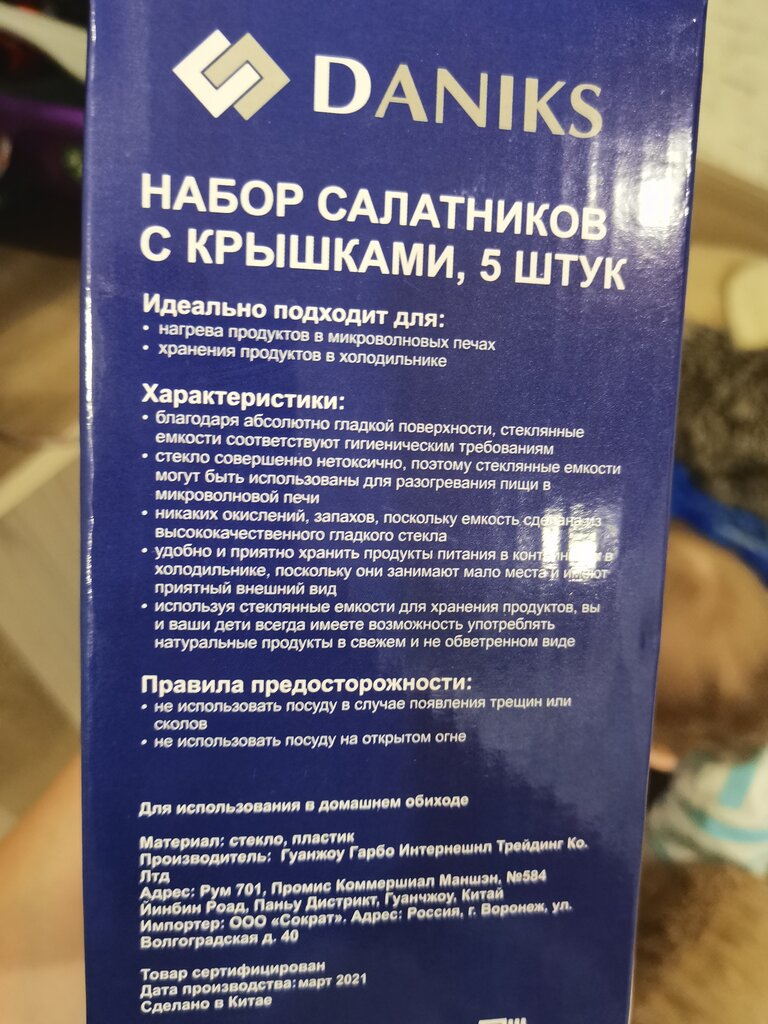 DANIKS
НАБОР САЛАТНИКОВ
С КРЫШКАМИ, 5 ШТУК
Идеально подходит для:
• нагрева продуктов в микроволновых печах
• хранения продуктов в холодильнике
Характеристики:
• благодаря абсолютно гладкой поверхности, стеклянные
емкости соответствуют гигиеническим требованиям
• стекло совершенно нетоксично, поэтому стеклянные емкости
могут быть использованы для разогревания пищи в
микроволновой печи
• никаких окислений, запахов, поскольку емкость сделана из
высококачественного гладкого стекла
• удобно и приятно хранить продукты питания в в
холодильнике, поскольку они занимают мало места и имеют
приятный внешний вид
• используя стеклянные емкости для хранения продуктов, вы
и ваши дети всегда имеете возможность употреблять
натуральные продукты в свежем и не обветренном виде
Правила предосторожности:
• не использовать посуду в случае появления трещин или
сколов
• не использовать посуду на открытом огне
Для использования в домашнем обиходе
Материал: стекло, пластик
Производитель: Гуанжоу Гарбо Интернешнл Трейдинг Ко.
Лтд
Адрес: Рум 701, Промис Коммершиал Маншэн, №584
Йинбин Роад, Паньу Дистрикт, Гуанчжоу, Китай
Импортер: ООО «Сократ». Адрес: Россия, г. Воронеж, ул.
Волгоградская д. 40
Товар сертифицирован
Дата производства: март 2021
Сделано в Китае